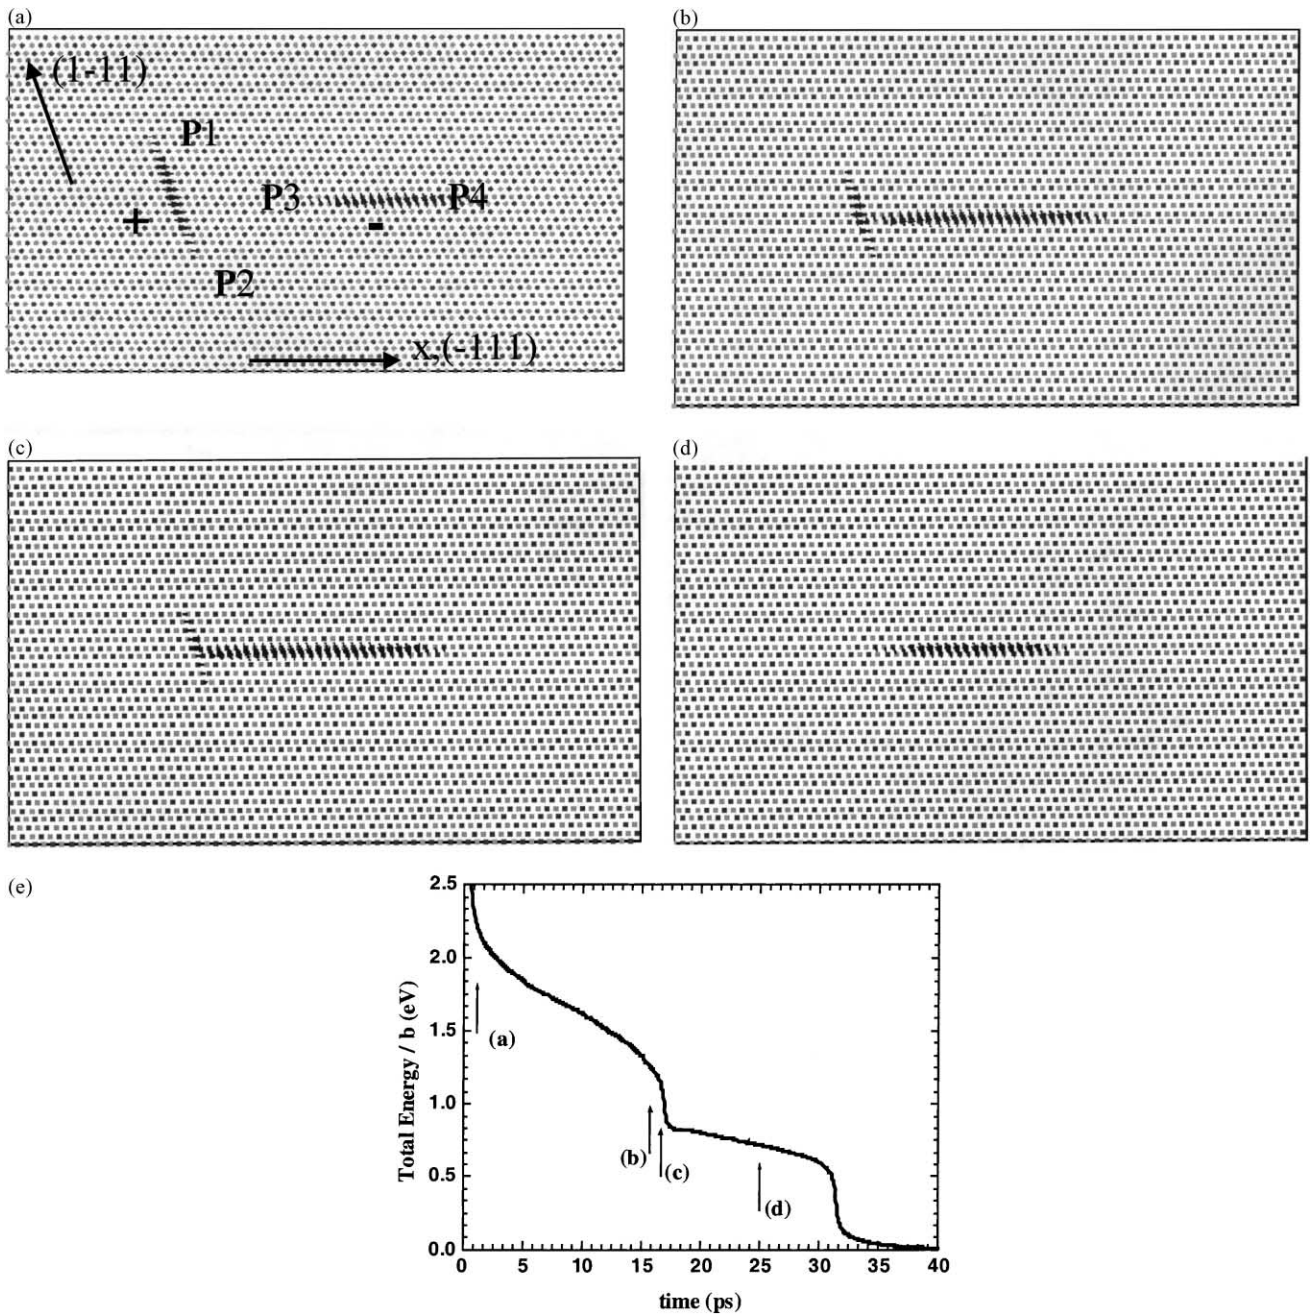 (a)
(b)
(1-11)
P1
P3
P4
+
-
P2
x,(-111)
(c)
(d)
(e)
2.5
2.0
1.5
1.0
0.5
0.0
Total Energy / b (eV)
(a)
(b)
(c)
(d)
0 5 10 15 20 25 30 35 40
time (ps)